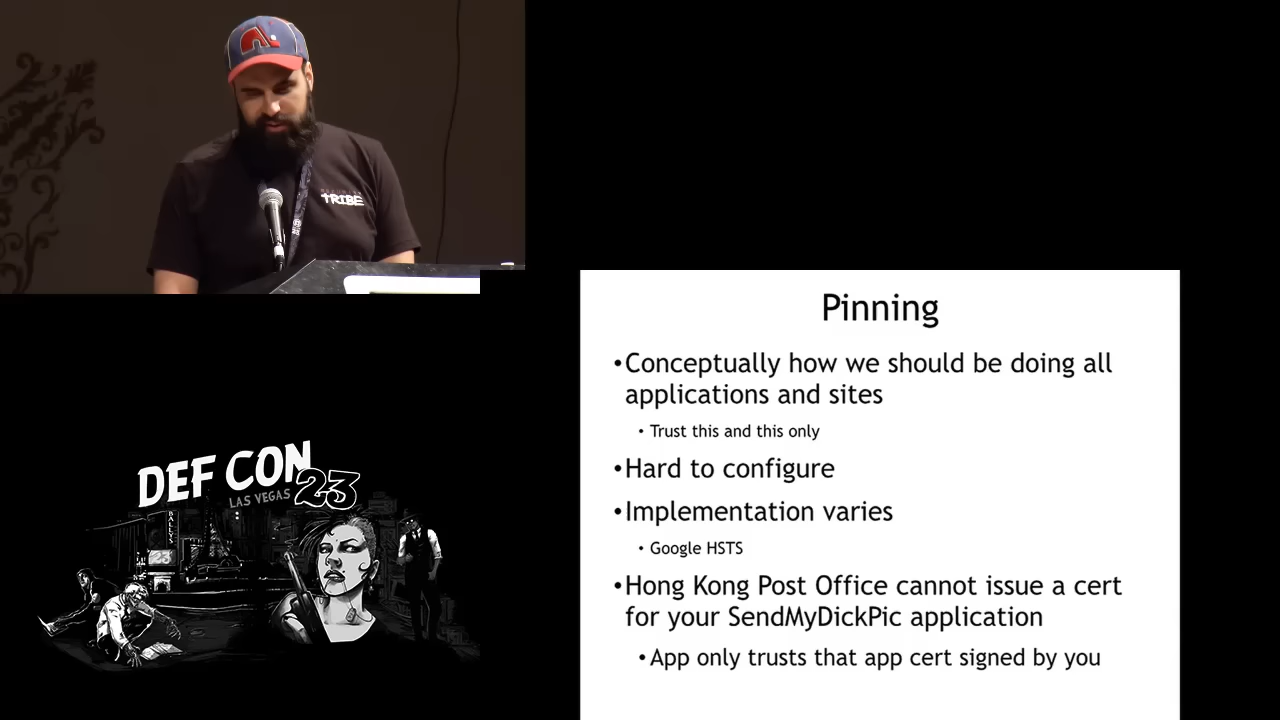 TRIBE
Pinning
•Conceptually how we should be doing all
applications and sites
• Trust this and this only
•Hard to configure
•Implementation varies
• Google HSTS
•Hong Kong Post Office cannot issue a cert
for your SendMyDickPic application
•App only trusts that app cert signed by you
DEF CON
LAS VEGAS 23
BALLY'S